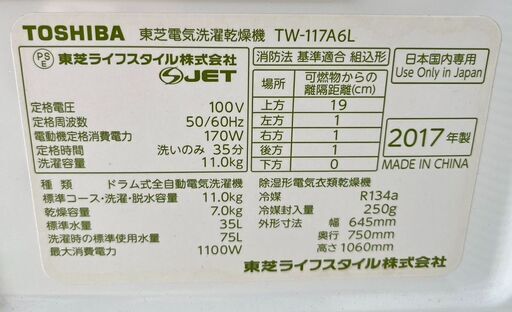 TOSHIBA 東芝電気洗濯乾燥機 TW-117A6L
PS E 東芝ライフスタイル株式会社
JET
定格電圧 100V
定格周波数 50/60Hz
電動機定格消費電力 170W
定格時間 洗いのみ 35分
洗濯容量 11.0kg
消防法 基準適合 組込形
場所 可燃物からの離隔距離(cm)
上方 19
左方 1
右方 1
後方 1
下方 0
日本国内専用
Use Only in Japan
2017年製
MADE IN CHINA
種類 ドラム式全自動電気洗濯機
標準コース・洗濯・脱水容量 11.0kg
乾燥容量 7.0kg
標準水量 35L
洗濯時の標準使用水量 75L
最大消費電力 1100W
除湿形電気衣類乾燥機
冷媒 R134a
冷媒封入量 250g
外形寸法 幅 645mm
奥行 750mm
高さ 1060mm
東芝ライフスタイル株式会社